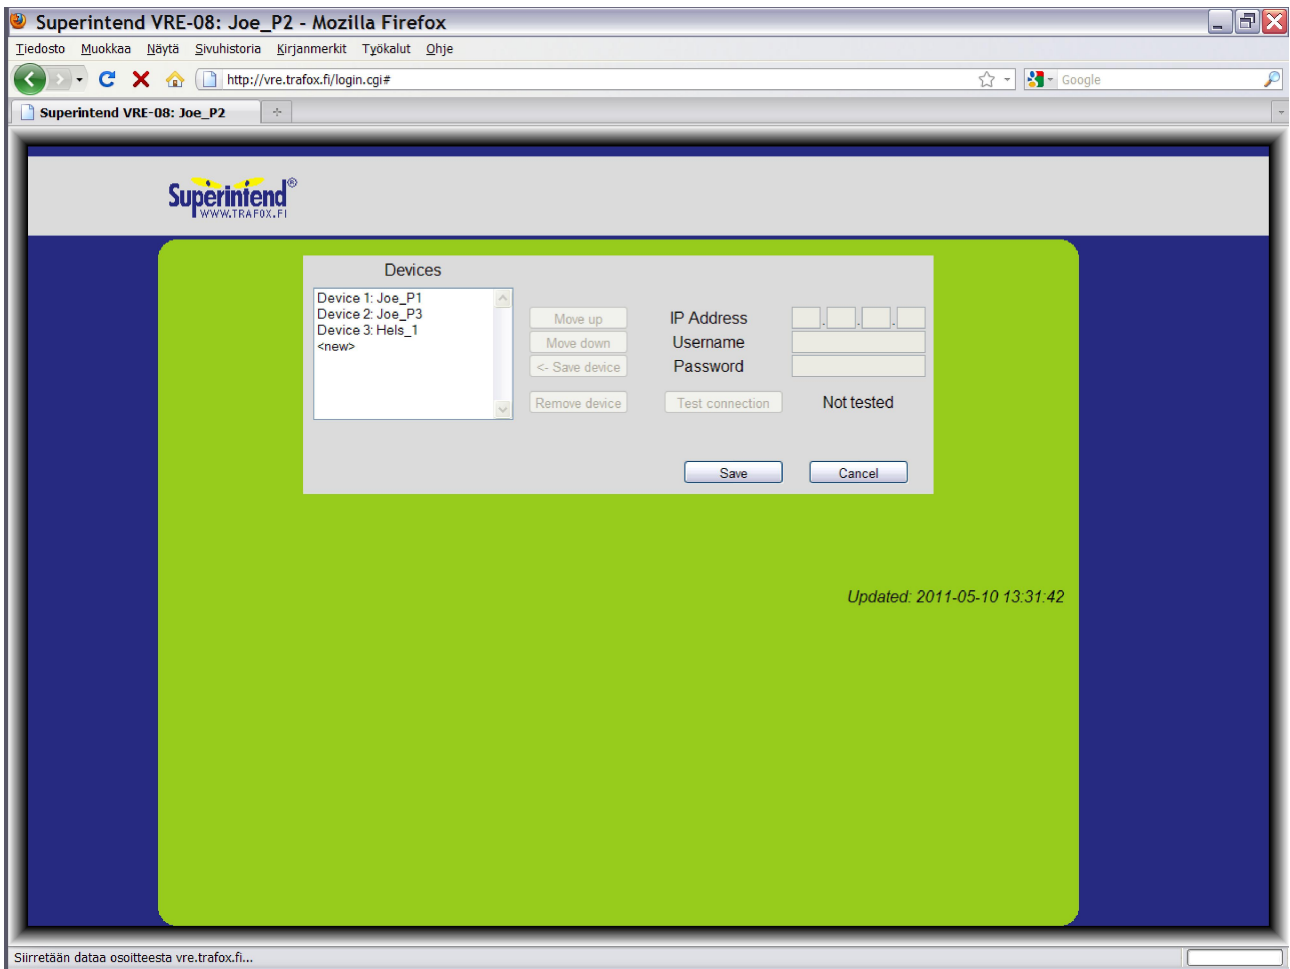 Superintend VRE-08: Joe_P2 - Mozilla Firefox
Tiedosto Muokkaa Näytä Sivuhistoria Kirjanmerkit Työkalut Ohje
http://vre.trafox.fi/login.cgi#
Google
Superintend VRE-08: Joe_P2
Superintend®
WWW.TRAFOX.FI
Devices
Device 1: Joe_P1
Device 2: Joe_P3
Device 3: Hels_1
<new>
Move up
Move down
<- Save device
Remove device
IP Address . . .
Username
Password
Test connection Not tested
Save Cancel
Updated: 2011-05-10 13:31:42
Siirretään dataa osoitteesta vre.trafox.fi...